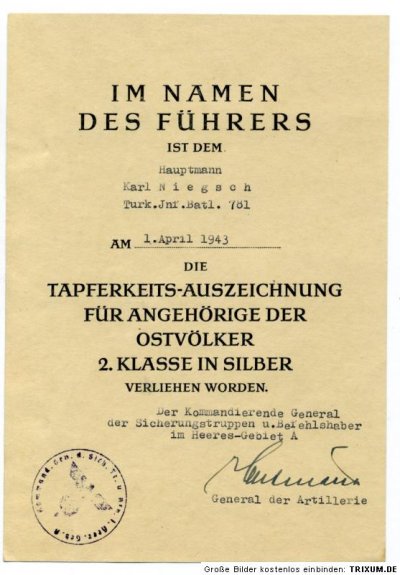 IM NAMEN
DES FÜHRERS
IST DEM
Hauptmann
Karl Niegsch
Turk.Jnf.Batl. 781
AM 1.April 1943
DIE
TAPFERKEITS-AUSZEICHNUNG
FÜR ANGEHÖRIGE DER
OSTVÖLKER
2. KLASSE IN SILBER
VERLIEHEN WORDEN.
Der Kommandierende General
der Sicherungstruppen u.Befehlshaber
im Heeres-Gebiet A
General der Artillerie
Große Bilder kostenlos einbinden: TRIXUM.DE